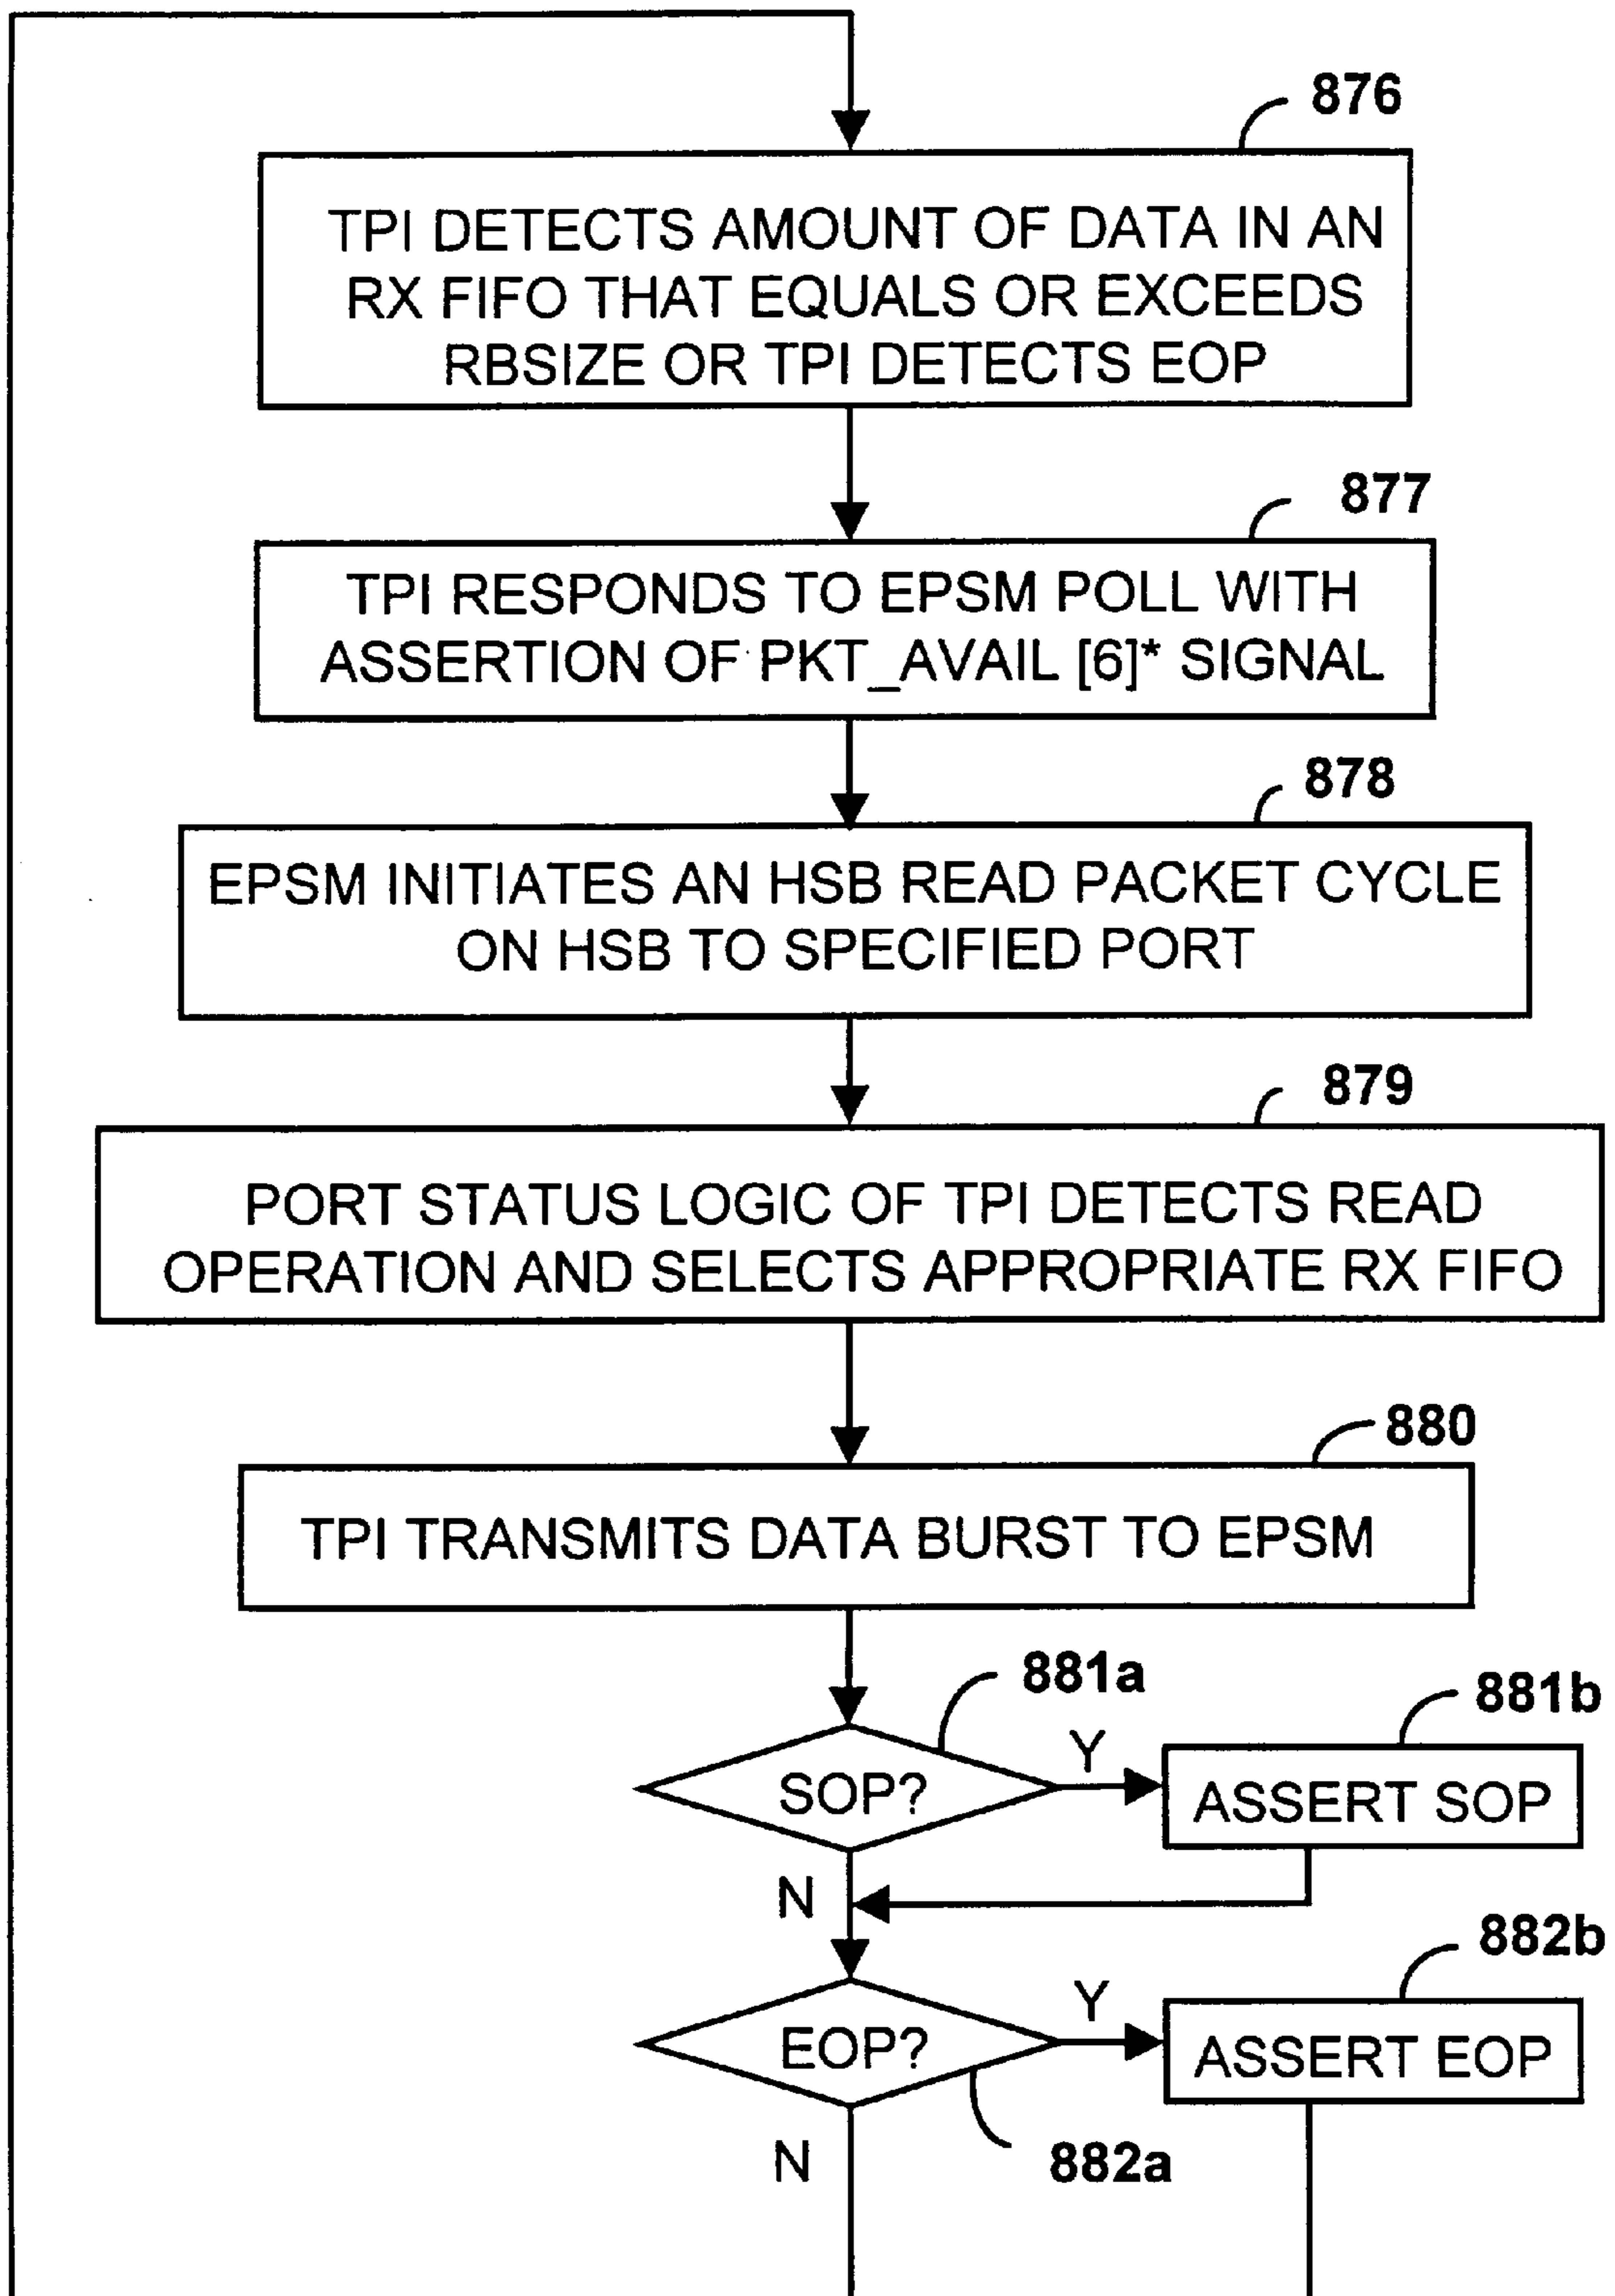 876
TPI DETECTS AMOUNT OF DATA IN AN
RX FIFO THAT EQUALS OR EXCEEDS
RBSIZE OR TPI DETECTS EOP
877
TPI RESPONDS TO EPSM POLL WITH
ASSERTION OF PKT_AVAIL [6]* SIGNAL
878
EPSM INITIATES AN HSB READ PACKET CYCLE
ON HSB TO SPECIFIED PORT
879
PORT STATUS LOGIC OF TPI DETECTS READ
OPERATION AND SELECTS APPROPRIATE RX FIFO
880
TPI TRANSMITS DATA BURST TO EPSM
881a
881b
SOP?
Y
ASSERT SOP
N
882b
EOP?
Y
ASSERT EOP
N
882a